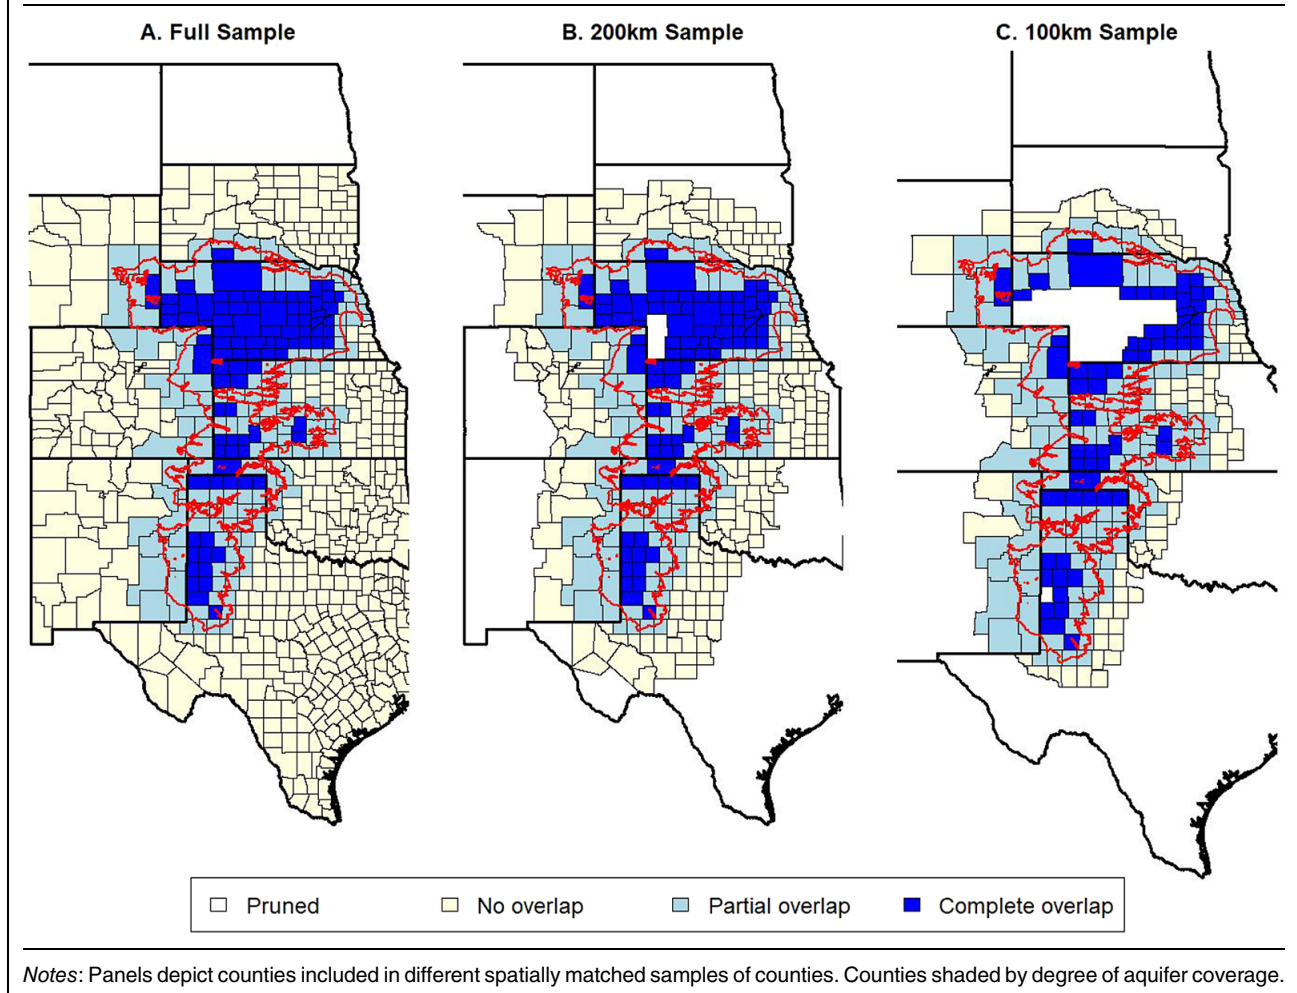 A. Full Sample
B. 200km Sample
C. 100km Sample
Pruned
No overlap
Partial overlap
Complete overlap
Notes: Panels depict counties included in different spatially matched samples of counties. Counties shaded by degree of aquifer coverage.